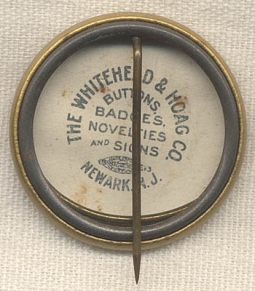 THE WHITEHEAD & HOAG CO.
BUTTONS,
BADGES,
NOVELTIES
AND SIGNS
NEWARK, N.J.